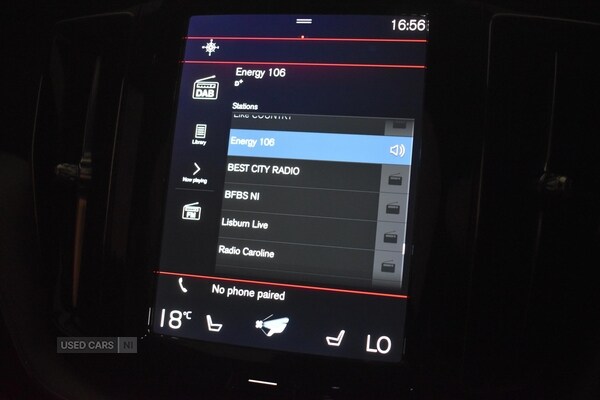 16:56
Energy 106
DAB
Stations
Energy 106
Library
BEST CITY RADIO
Now playing
BFBS NI
FM
Lisburn Live
Radio Caroline
No phone paired
18°C
LO
USED CARS NI